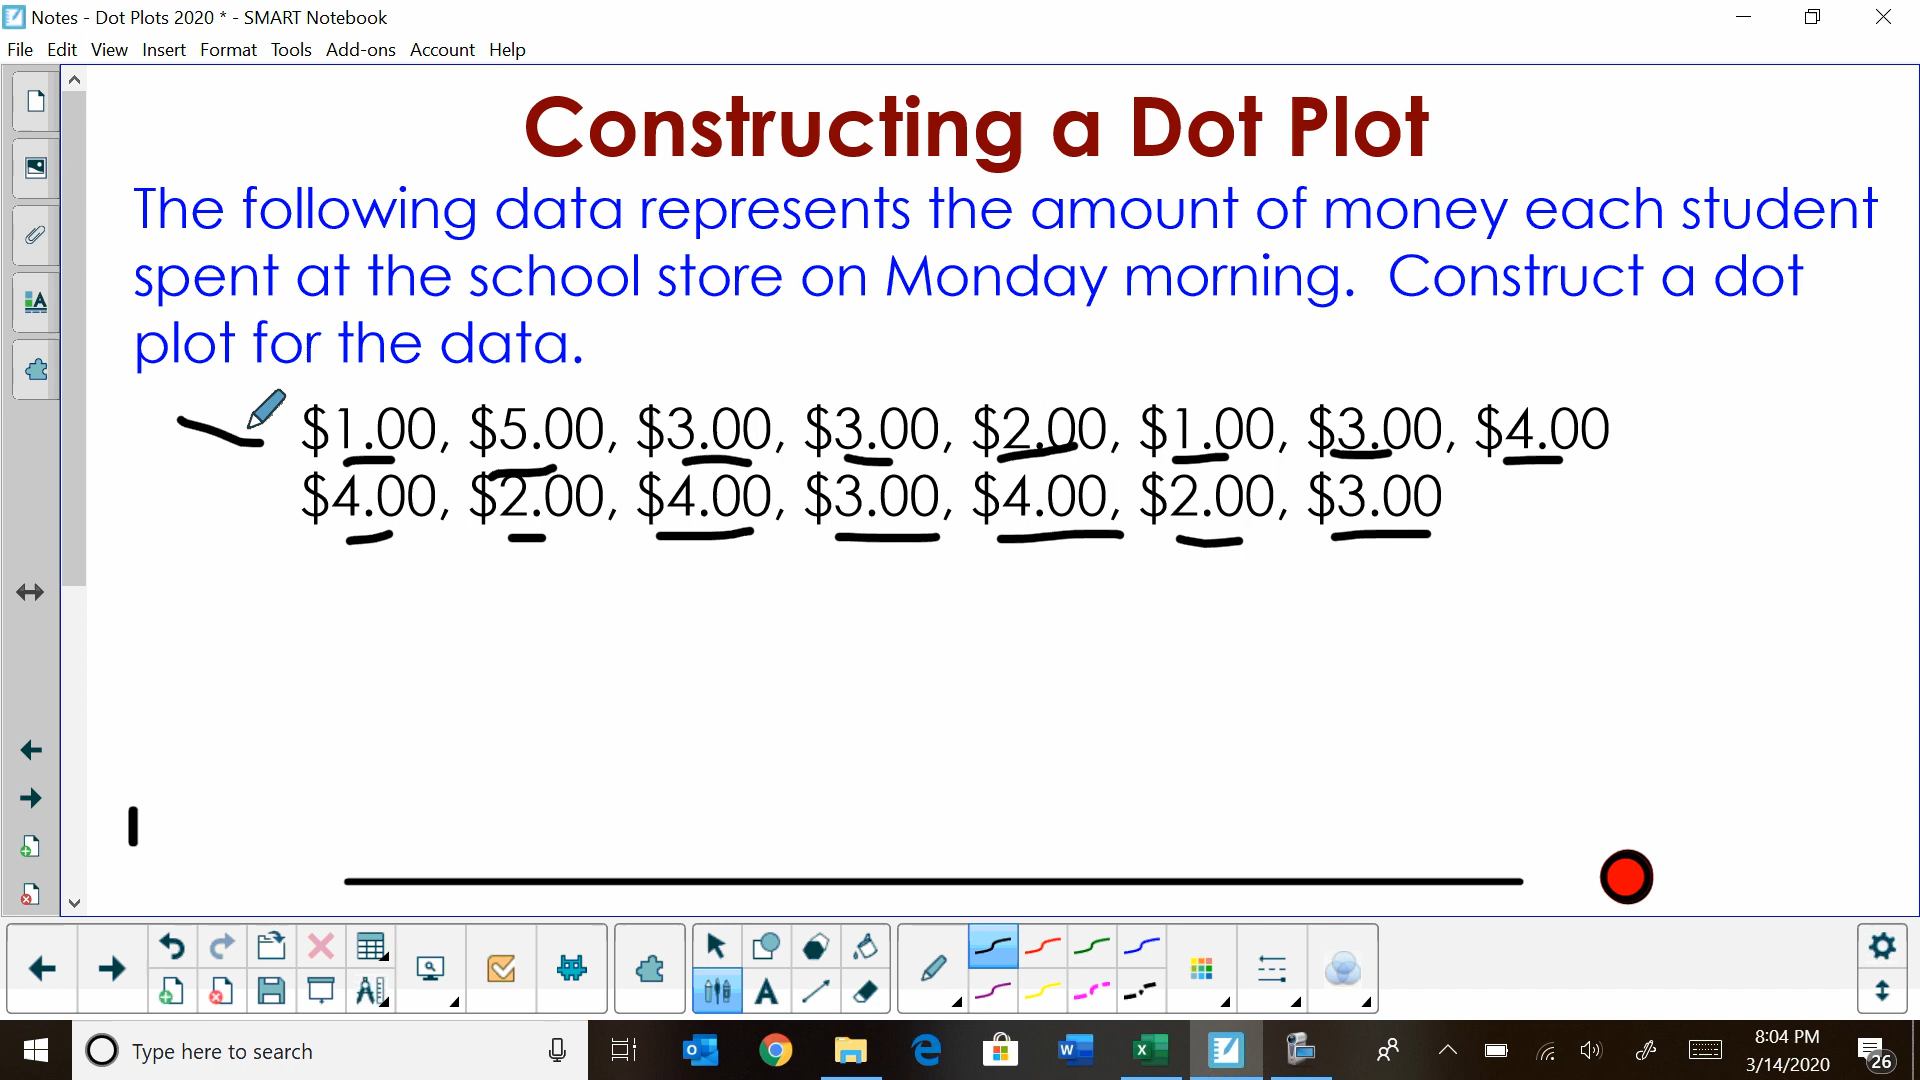 Notes - Dot Plots 2020 * - SMART Notebook
File Edit View Insert Format Tools Add-ons Account Help
Constructing a Dot Plot
The following data represents the amount of money each student
spent at the school store on Monday morning. Construct a dot
plot for the data.
$1.00, $5.00, $3.00, $3.00, $2.00, $1.00, $3.00, $4.00
$4.00, $2.00, $4.00, $3.00, $4.00, $2.00, $3.00
Type here to search
8:04 PM
3/14/2020
26